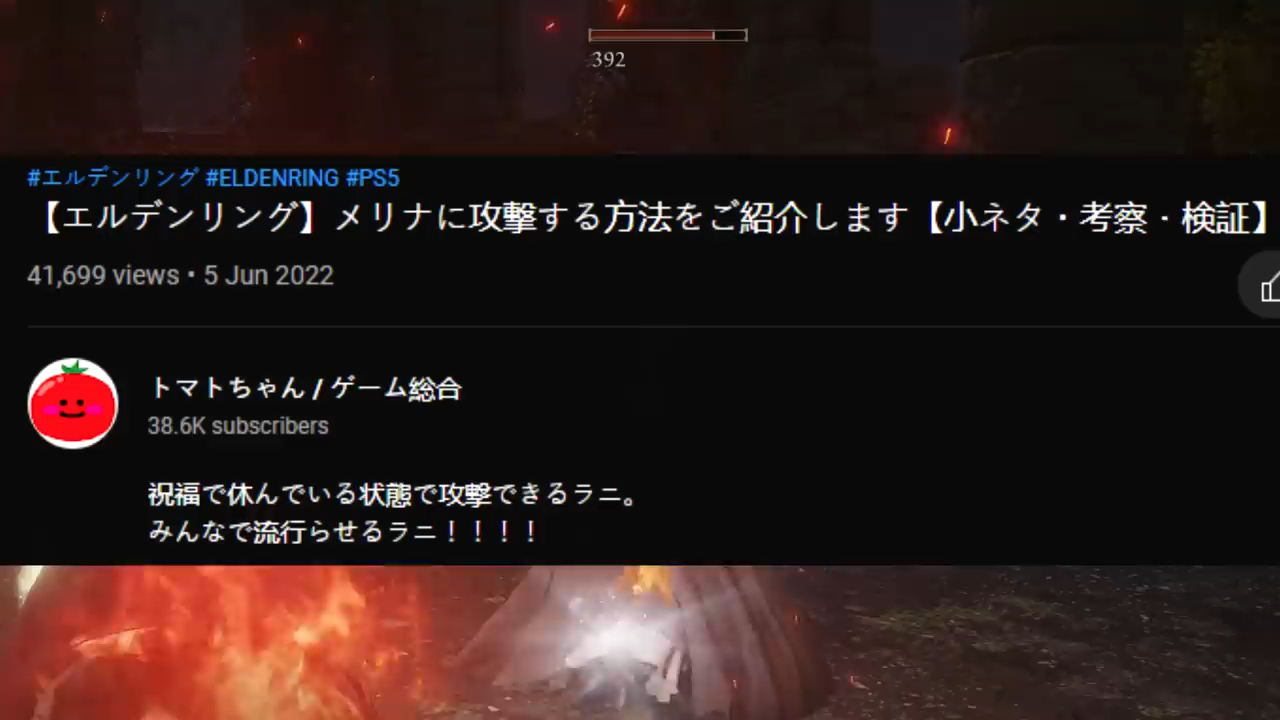 392
#エルデンリング #ELDENRING #PS5
【エルデンリング】メリナに攻撃する方法をご紹介します【小ネタ・考察・検証】
41,699 views • 5 Jun 2022
トマトちゃん / ゲーム総合
38.6K subscribers
祝福で休んでいる状態で攻撃できるラニ。
みんなで流行らせるラニ！！！！